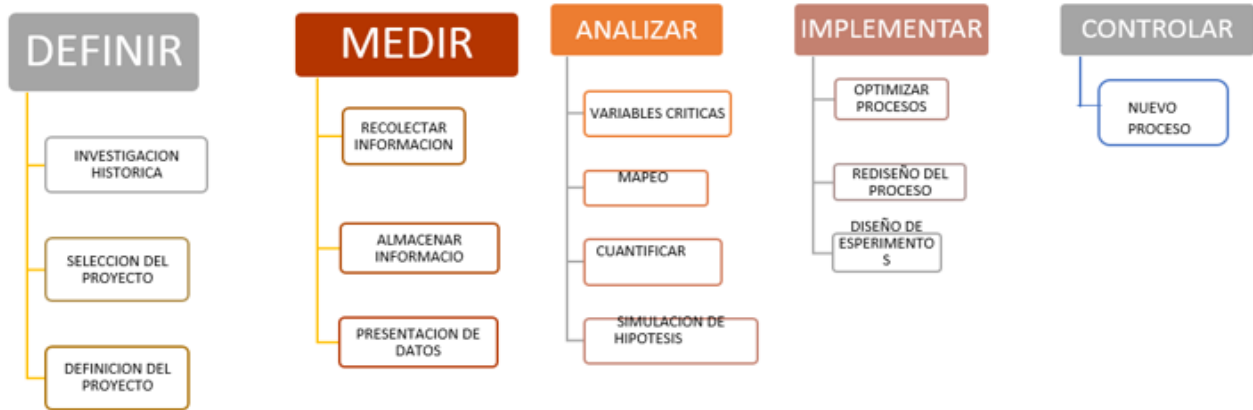 DEFINIR
INVESTIGACION
HISTORICA
SELECCION DEL
PROYECTO
DEFINICION DEL
PROYECTO
MEDIR
RECOLECTAR
INFORMACION
ALMACENAR
INFORMACIO
PRESENTACION DE
DATOS
ANALIZAR
VARIABLES CRITICAS
MAPEO
CUANTIFICAR
SIMULACION DE
HIPOTESIS
IMPLEMENTAR
OPTIMIZAR
PROCESOS
REDISEÑO DEL
PROCESO
DISEÑO DE
ESPERIMENTO
S
CONTROLAR
NUEVO
PROCESO